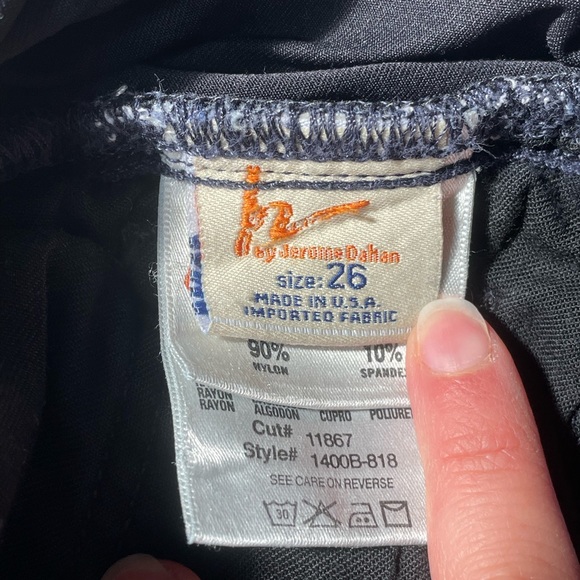 by Jerome Dahan
size: 26
MADE IN U.S.A.
IMPORTED FABRIC
90% 10%
NYLON SPANDE
RAYON
RAYON ALGODON CUPRO POLIURE
Cut# 11867
Style# 1400B-818
SEE CARE ON REVERSE
30